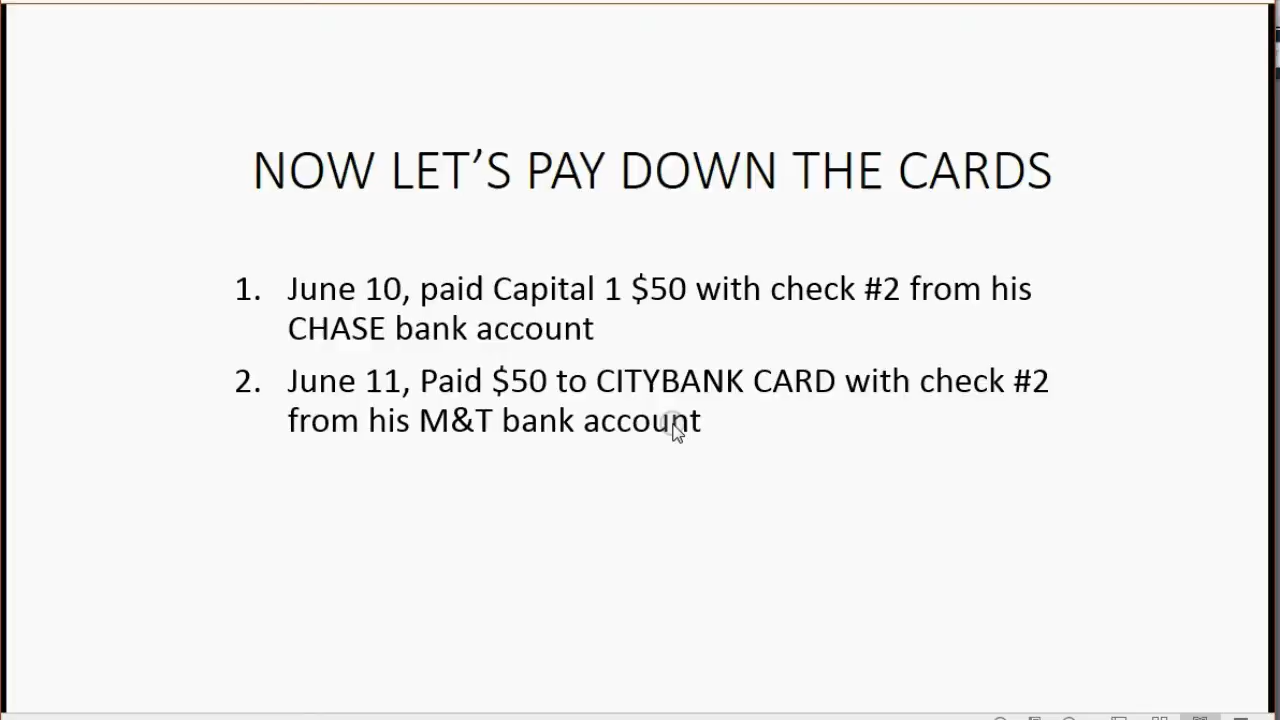 NOW LET’S PAY DOWN THE CARDS
1. June 10, paid Capital 1 $50 with check #2 from his
CHASE bank account
2. June 11, Paid $50 to CITYBANK CARD with check #2
from his M&T bank account